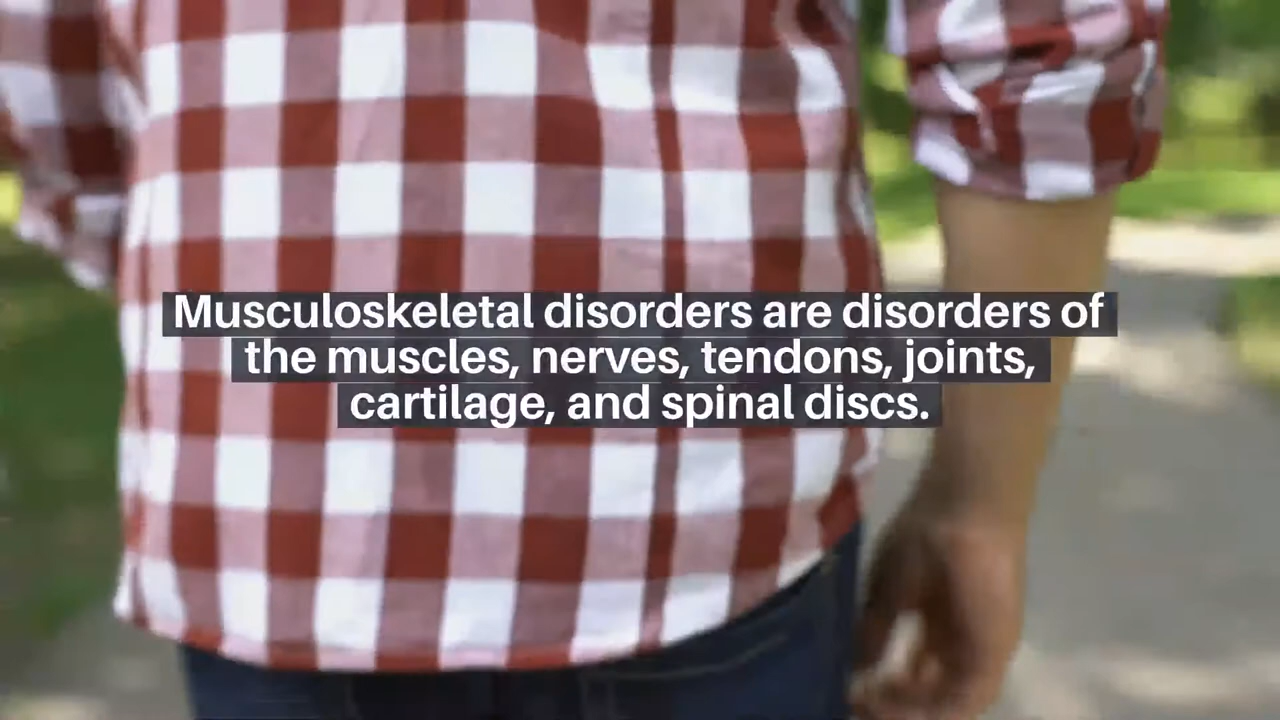 Musculoskeletal disorders are disorders of
the muscles, nerves, tendons, joints,
cartilage, and spinal discs.